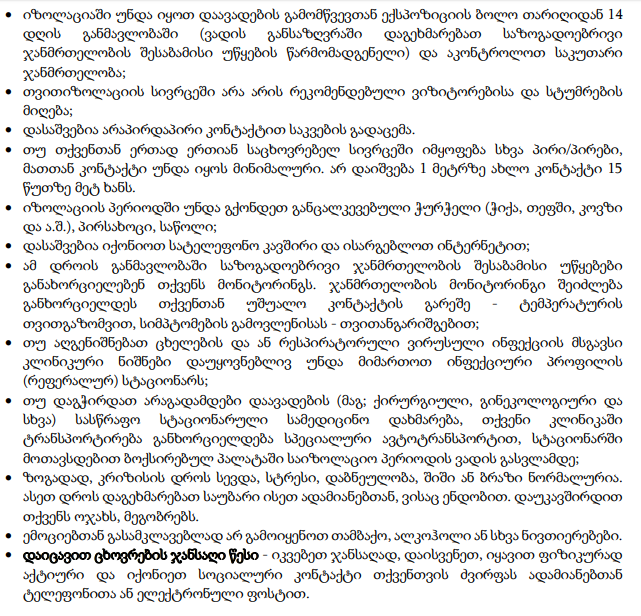 • იზოლაციაში უნდა იყოთ დაავადების გამომწვევთან ექსპოზიციის ბოლო თარიღიდან 14
დღის განმავლობაში (ვადის განსაზღვრაში დაგეხმარებათ საზოგადოებრივი
ჯანმრთელობის შესაბამისი უწყების წარმომადგენელი) და აკონტროლოთ საკუთარი
ჯანმრთელობა;
• თვითიზოლაციის სივრცეში არა არის რეკომენდებული ვიზიტორებისა და სტუმრების
მიღება;
• დასაშვებია არაპირდაპირი კონტაქტით საკვების გადაცემა.
• თუ თქვენთან ერთად ერთიან საცხოვრებელ სივრცეში იმყოფება სხვა პირი/პირები,
მათთან კონტაქტი უნდა იყოს მინიმალური. არ დაიშვება 1 მეტრზე ახლო კონტაქტი 15
წუთზე მეტ ხანს.
• იზოლაციის პერიოდში უნდა გქონდეთ განცალკევებული ჭურჭელი (ჭიქა, თეფში, კოვზი
და ა.შ.), პირსახოცი, საწოლი;
• დასაშვებია იქონიოთ სატელეფონო კავშირი და ისარგებლოთ ინტერნეტით;
• ამ დროის განმავლობაში საზოგადოებრივი ჯანმრთელობის შესაბამისი უწყებები
განახორციელებენ თქვენს მონიტორინგს. ჯანმრთელობის მონიტორინგი შეიძლება
განხორციელდეს თქვენთან უშუალო კონტაქტის გარეშე - ტემპერატურის
თვითგაზომვით, სიმპტომების გამოვლენისას - თვითანგარიშგებით;
• თუ აღგენიშნებათ ცხელების და ან რესპირატორული ვირუსული ინფექციის მსგავსი
კლინიკური ნიშნები დაუყოვნებლივ უნდა მიმართოთ ინფექციური პროფილის
(რეფერალურ) სტაციონარს;
• თუ დაგჭირდათ არაგადამდები დაავადების (მაგ; ქირურგიული, გინეკოლოგიური და
სხვა) სასწრაფო სტაციონარული სამედიცინო დახმარება, თქვენი კლინიკაში
ტრანსპორტირება განხორციელდება სპეციალური ავტოტრანსპორტით, სტაციონარში
მოთავსდებით ბოქსირებულ პალატაში საიზოლაციო პერიოდის ვადის გასვლამდე;
• ზოგადად, კრიზისის დროს სევდა, სტრესი, დაბნეულობა, შიში ან ბრაზი ნორმალურია.
ასეთ დროს დაგეხმარებათ საუბარი ისეთ ადამიანებთან, ვისაც ენდობით. დაუკავშირდით
თქვენს ოჯახს, მეგობრებს.
• ემოციებთან გასამკლავებლად არ გამოიყენოთ თამბაქო, ალკოჰოლი ან სხვა ნივთიერებები.
• დაიცავით ცხოვრების ჯანსაღი წესი - იკვებეთ ჯანსაღად, დაისვენეთ, იყავით ფიზიკურად
აქტიური და იქონიეთ სოციალური კონტაქტი თქვენთვის ძვირფას ადამიანებთან
ტელეფონითა ან ელექტრონული ფოსტით.